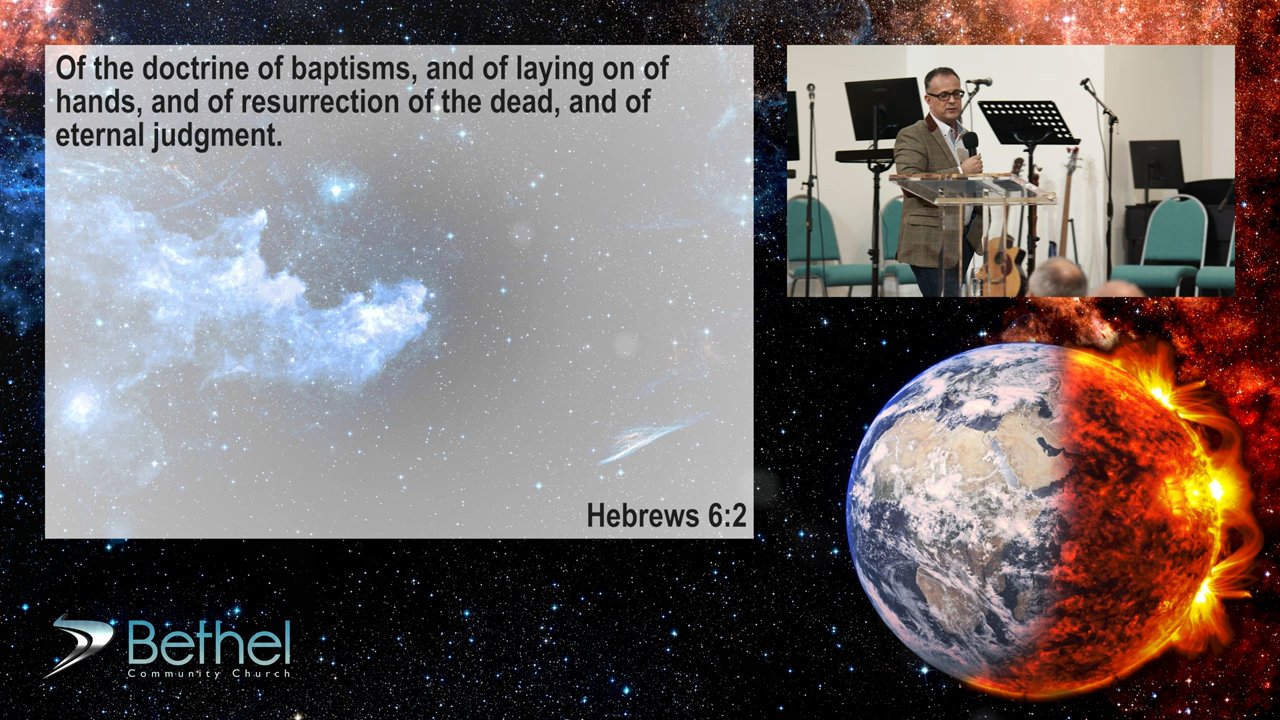 Of the doctrine of baptisms, and of laying on of
hands, and of resurrection of the dead, and of
eternal judgment.
Hebrews 6:2
Bethel
Community Church